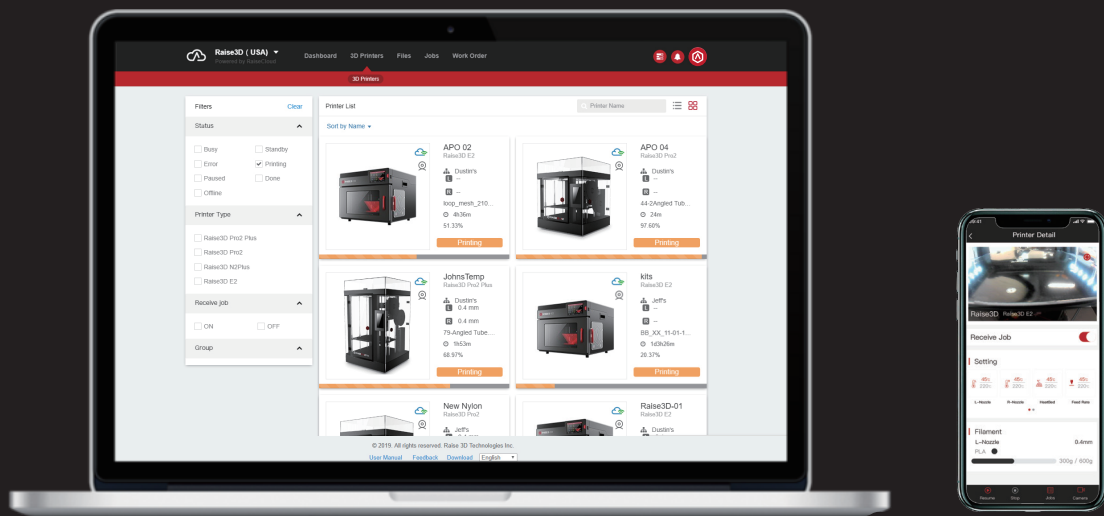 Raise3D ( USA)
Powered by RaiseCloud
Dashboard 3D Printers Files Jobs Work Order
3D Printers
Filters Clear
Status
Busy Standby
Error Printing
Paused Done
Offline
Printer Type
Raise3D Pro2 Plus
Raise3D Pro2
Raise3D N2Plus
Raise3D E2
Receive job
ON OFF
Group
Printer List
Printer Name
Sort by Name
APO 02
Raise3D E2
Dustin's
L --
R --
loop_mesh_210...
4h36m
51.33%
Printing
APO 04
Raise3D Pro2
Dustin's
L --
R --
44-2Angled Tub...
24m
97.60%
Printing
JohnsTemp
Raise3D Pro2 Plus
Dustin's
L 0.4 mm
R 0.4 mm
79-Angled Tube...
1h53m
68.97%
Printing
kits
Raise3D E2
Jeff's
L --
R --
BB_XX_11-01-1...
1d3h26m
20.37%
Printing
New Nylon
Raise3D Pro2
Jeff's
Raise3D-01
Raise3D E2
Dustin's
© 2019. All rights reserved. Raise 3D Technologies Inc.
User Manual Feedback Download English
Printer Detail
Raise3D Raise3D E2
Receive Job
Setting
L-Nozzle R-Nozzle HeatBed Feed Rate
Filament
L-Nozzle 0.4mm
PLA
300g / 600g
Resume Stop Jobs Camera